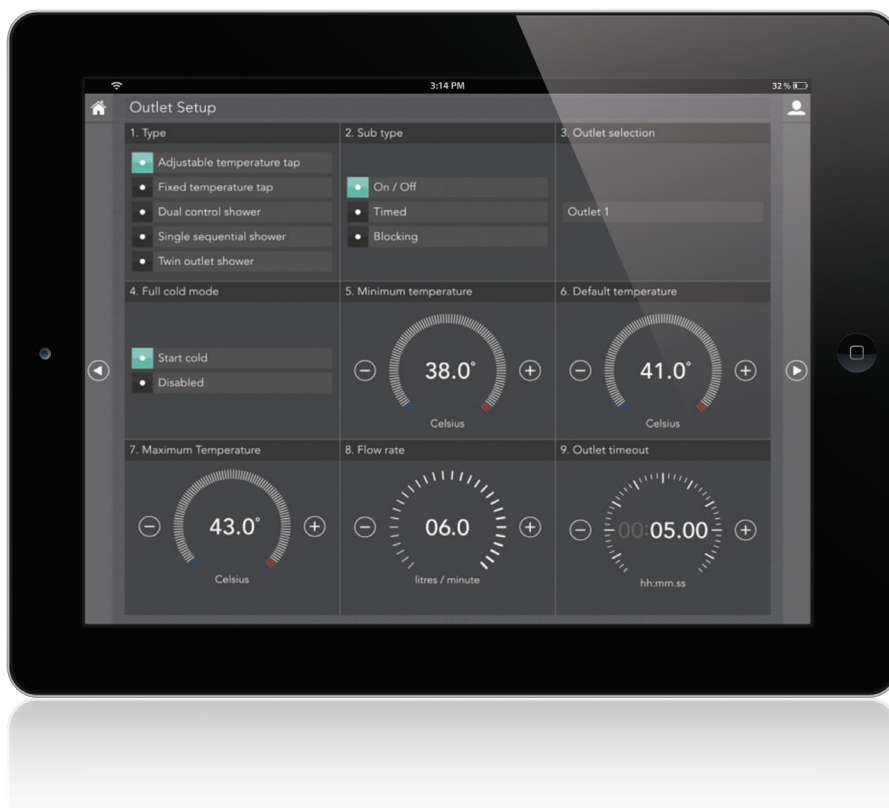 3:14 PM
32%
Outlet Setup
1. Type
Adjustable temperature tap
Fixed temperature tap
Dual control shower
Single sequential shower
Twin outlet shower
2. Sub type
On / Off
Timed
Blocking
3. Outlet selection
Outlet 1
4. Full cold mode
Start cold
Disabled
5. Minimum temperature
38.0°
Celsius
6. Default temperature
41.0°
Celsius
7. Maximum Temperature
43.0°
Celsius
8. Flow rate
06.0
litres / minute
9. Outlet timeout
00:05.00
hh:mm.ss